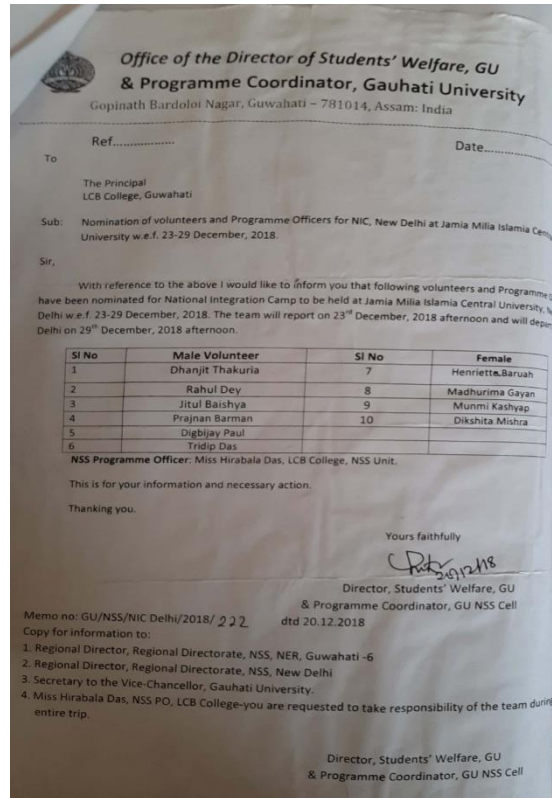 Office of the Director of Students' Welfare, GU
& Programme Coordinator, Gauhati University
Gopinath Bardoloi Nagar, Guwahati – 781014, Assam: India
Ref.................. Date............
To
The Principal
LCB College, Guwahati
Sub: Nomination of volunteers and Programme Officers for NIC, New Delhi at Jamia Milia Islamia
University w.e.f. 23-29 December, 2018.
Sir,
With reference to the above I would like to inform you that following volunteers and Programme
have been nominated for National Integration Camp to be held at Jamia Milia Islamia Central University,
Delhi w.e.f. 23-29 December, 2018. The team will report on 23rd December, 2018 afternoon and will
Delhi on 29th December, 2018 afternoon.
Sl No Male Volunteer Sl No Female
1 Dhanjit Thakuria 7 Henrietta Baruah
2 Rahul Dey 8 Madhurima Gayan
3 Jitul Baishya 9 Munmi Kashyap
4 Prajnan Barman 10 Dikshita Mishra
5 Digbijay Paul
6 Tridip Das
NSS Programme Officer: Miss Hirabala Das, LCB College, NSS Unit.
This is for your information and necessary action.
Thanking you.
Yours faithfully
20/12/18
Director, Students' Welfare, GU
& Programme Coordinator, GU NSS Cell
Memo no: GU/NSS/NIC Delhi/2018/ 222 dtd 20.12.2018
Copy for information to:
1. Regional Director, Regional Directorate, NSS, NER, Guwahati -6
2. Regional Director, Regional Directorate, NSS, New Delhi
3. Secretary to the Vice-Chancellor, Gauhati University.
4. Miss Hirabala Das, NSS PO, LCB College-you are requested to take responsibility of the team during
entire trip.
Director, Students' Welfare, GU
& Programme Coordinator, GU NSS Cell